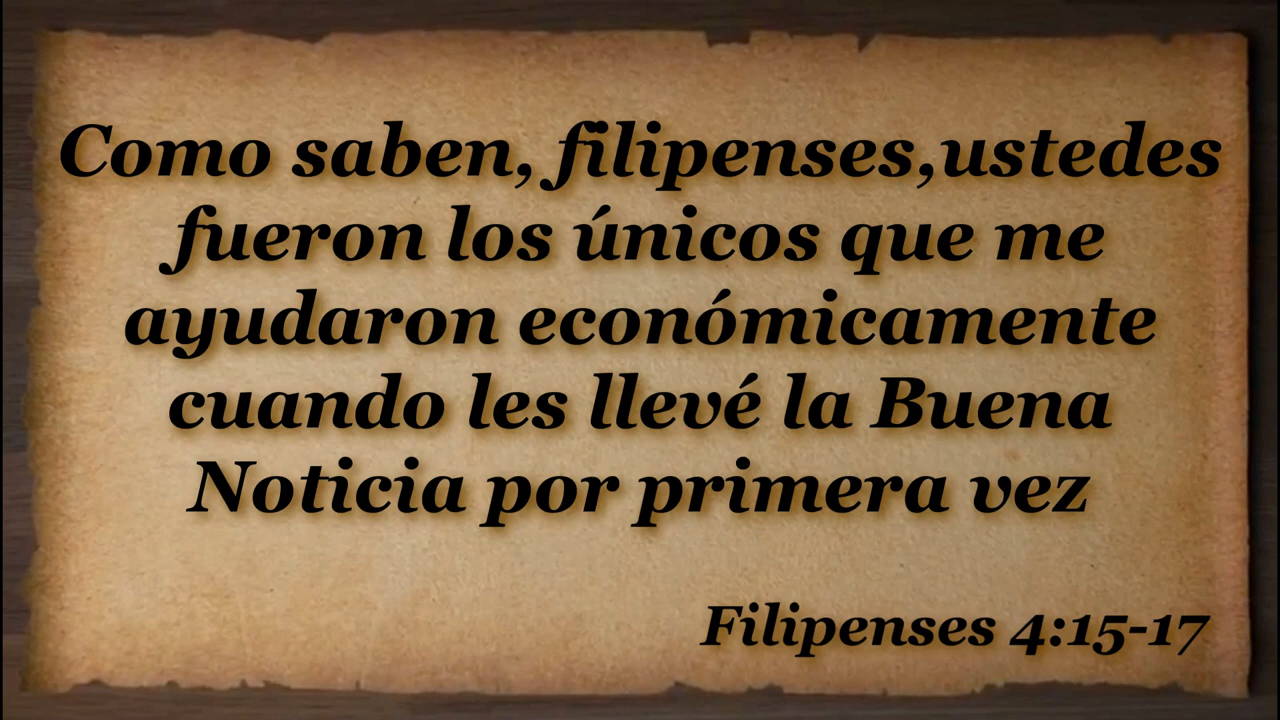 Como saben, filipenses,ustedes
fueron los únicos que me
ayudaron económicamente
cuando les llevé la Buena
Noticia por primera vez
Filipenses 4:15-17